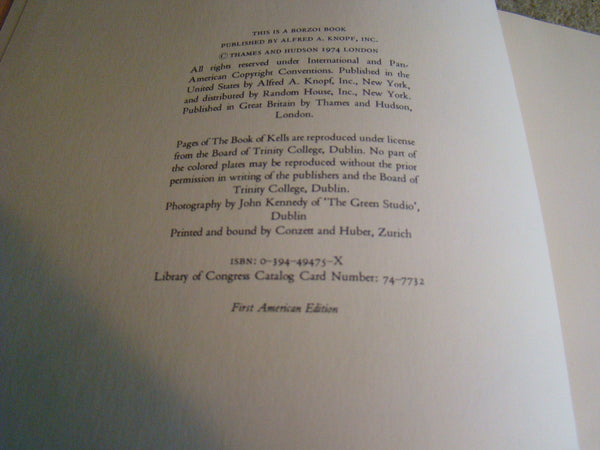 THIS IS A BORZOI BOOK
PUBLISHED BY ALFRED A. KNOPF, INC.
© THAMES AND HUDSON 1974 LONDON
All rights reserved under International and Pan-
American Copyright Conventions. Published in the
United States by Alfred A. Knopf, Inc., New York,
and distributed by Random House, Inc., New York.
Published in Great Britain by Thames and Hudson,
London.
Pages of The Book of Kells are reproduced under license
from the Board of Trinity College, Dublin. No part of
the colored plates may be reproduced without the prior
permission in writing of the publishers and the Board of
Trinity College, Dublin.
Photography by John Kennedy of 'The Green Studio',
Dublin
Printed and bound by Conzett and Huber, Zurich
ISBN: 0-394-49475-X
Library of Congress Catalog Card Number: 74-7732
First American Edition